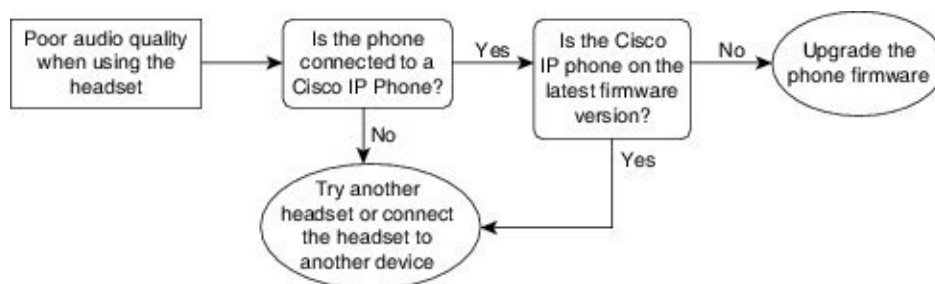 Poor audio quality
when using the
headset
Is the phone
connected to a
Cisco IP Phone?
Yes
Is the Cisco
IP phone on the
latest firmware
version?
No
Upgrade the
phone firmware
No
Yes
Try another
headset or connect
the headset to
another device